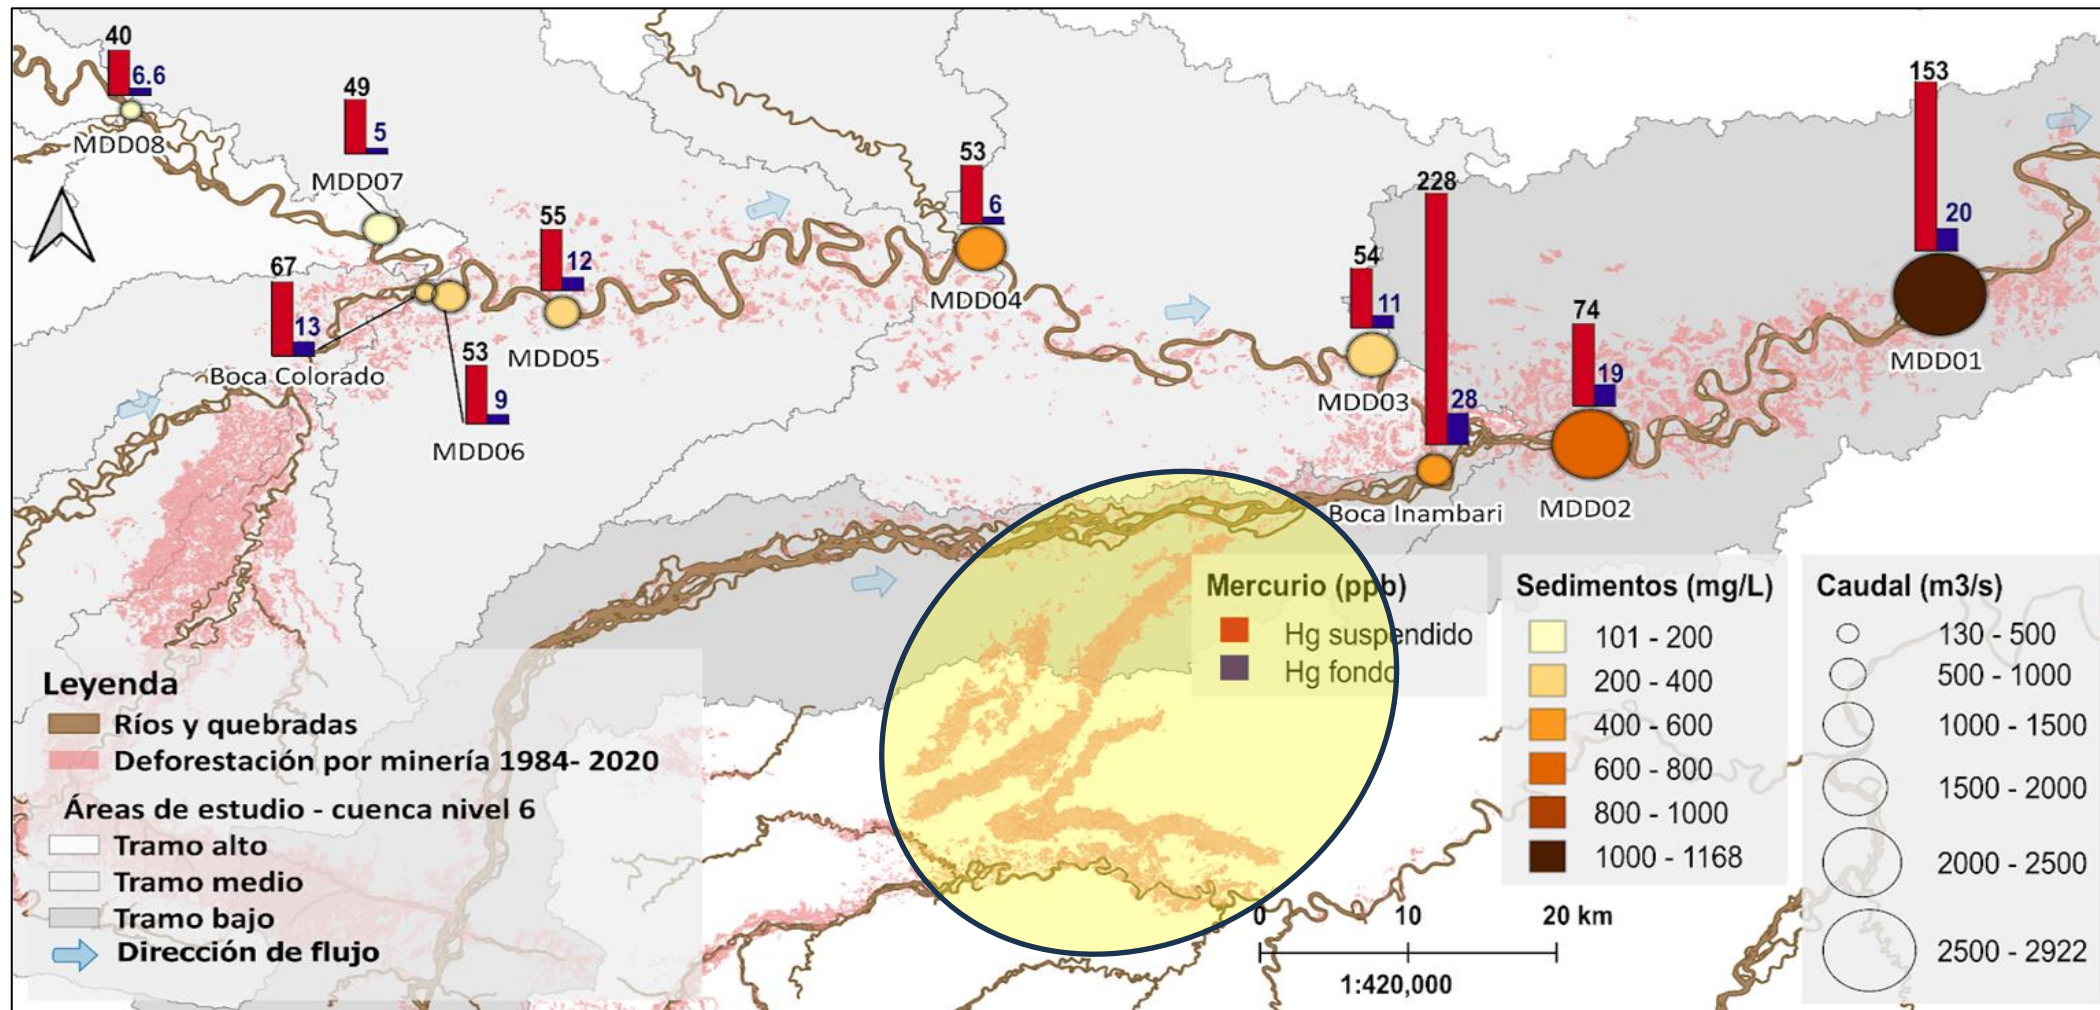 40
6.6
MDD08
49
5
MDD07
67
13
Boca Colorado
53
9
MDD06
55
12
MDD05
53
6
MDD04
54
11
MDD03
228
28
Boca Inambari
74
19
MDD02
153
20
MDD01
Leyenda
Ríos y quebradas
Deforestación por minería 1984- 2020
Áreas de estudio - cuenca nivel 6
Tramo alto
Tramo medio
Tramo bajo
Dirección de flujo
Mercurio (ppb)
Hg suspendido
Hg fondo
Sedimentos (mg/L)
101 - 200
200 - 400
400 - 600
600 - 800
800 - 1000
1000 - 1168
Caudal (m3/s)
130 - 500
500 - 1000
1000 - 1500
1500 - 2000
2000 - 2500
2500 - 2922
0 10 20 km
1:420,000